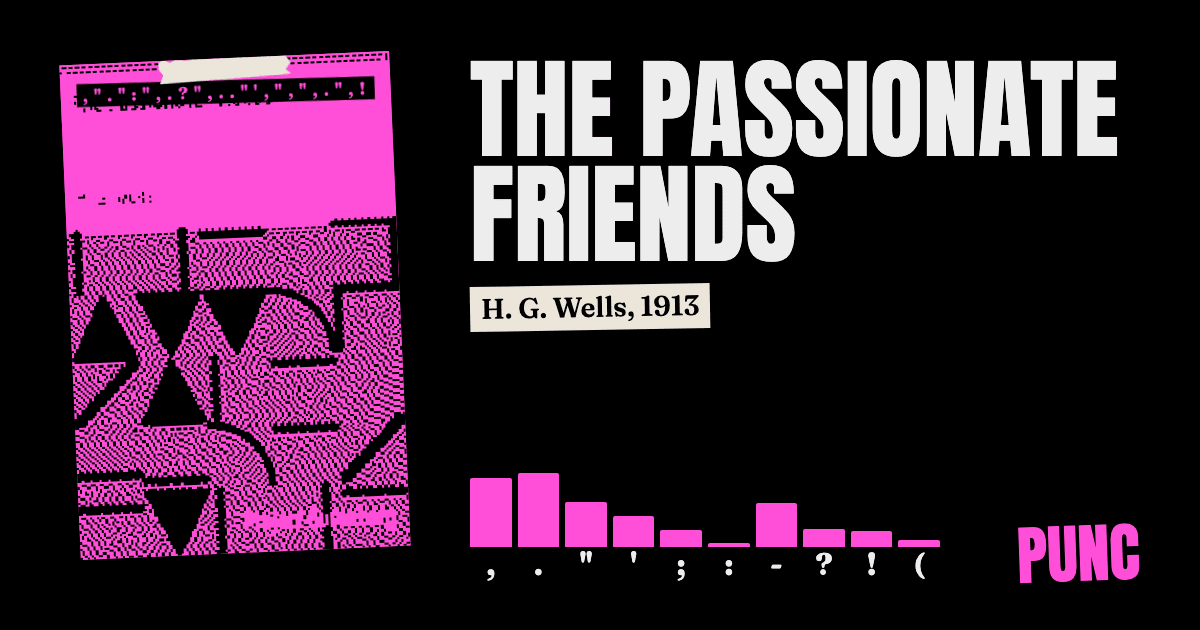 ,".":",.?",..'',",",.",!
THE PASSIONATE
FRIENDS
H. G. Wells, 1913
, . " ' ; : - ? ! (
PUNC